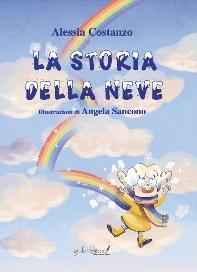 Alessia Costanzo
LA STORIA
DELLA NEVE
Illustrazioni di Angela Sancono